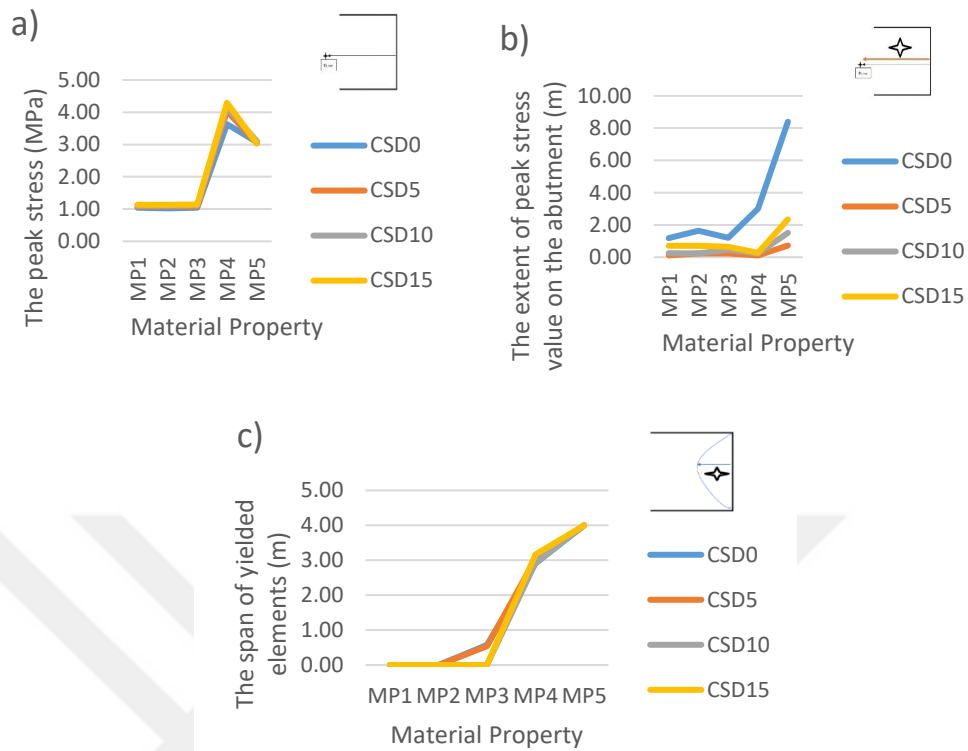 a)
The peak stress (MPa)
5.00
4.00
3.00
2.00
1.00
0.00
MP1
MP2
MP3
MP4
MP5
Material Property
CSD0
CSD5
CSD10
CSD15
b)
The extent of peak stress
value on the abutment (m)
10.00
8.00
6.00
4.00
2.00
0.00
MP1
MP2
MP3
MP4
MP5
Material Property
CSD0
CSD5
CSD10
CSD15
c)
The span of yielded
elements (m)
5.00
4.00
3.00
2.00
1.00
0.00
MP1 MP2 MP3 MP4 MP5
Material Property
CSD0
CSD5
CSD10
CSD15